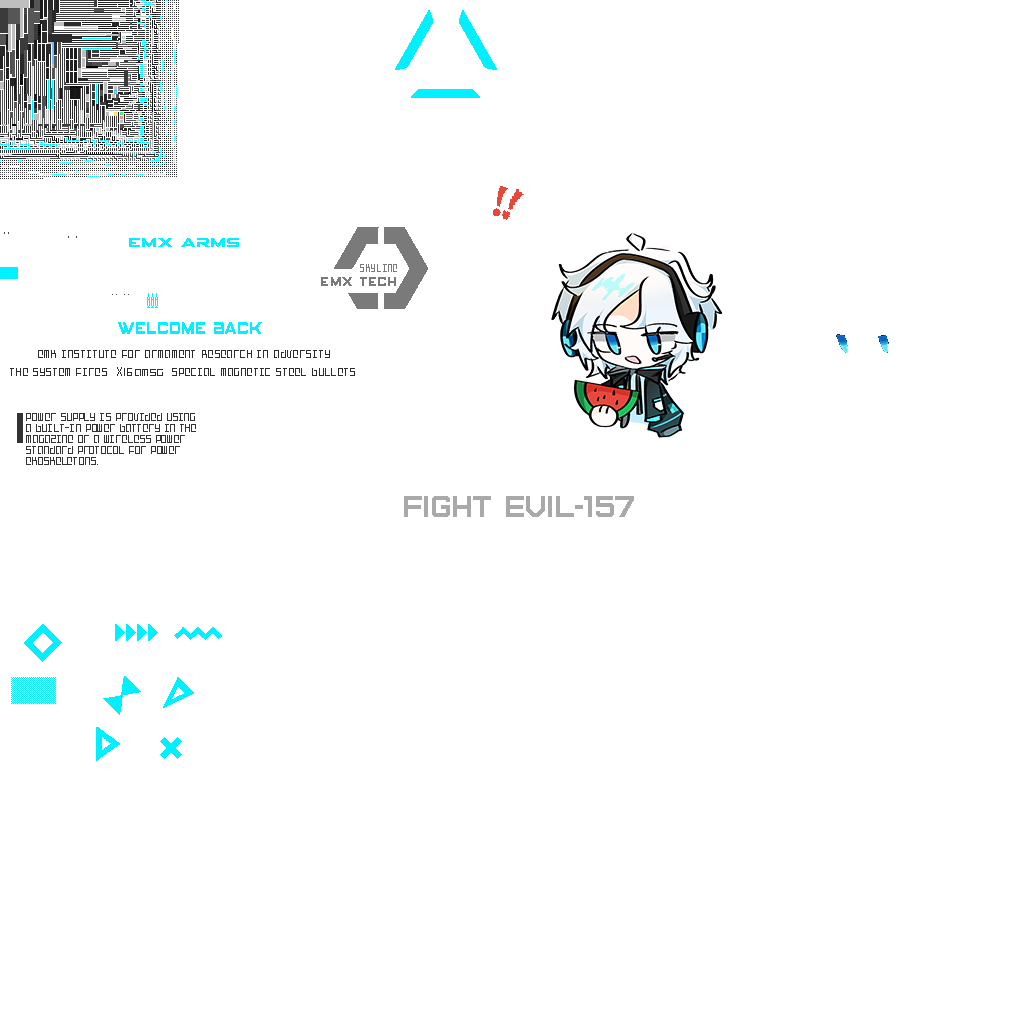 !!
EMX ARMS
SKYLINE
EMX TECH
WELCOME BACK
EMX INSTITUTE FOR ARMAMENT RESEARCH IN ADVERSITY
THE SYSTEM FIRES X16AMSG SPECIAL MAGNETIC STEEL BULLETS
POWER SUPPLY IS PROVIDED USING
A BUILT-IN POWER BATTERY IN THE
MAGAZINE OR A WIRELESS POWER
STANDARD PROTOCOL FOR POWER
EXOSKELETONS.
FIGHT EVIL-157